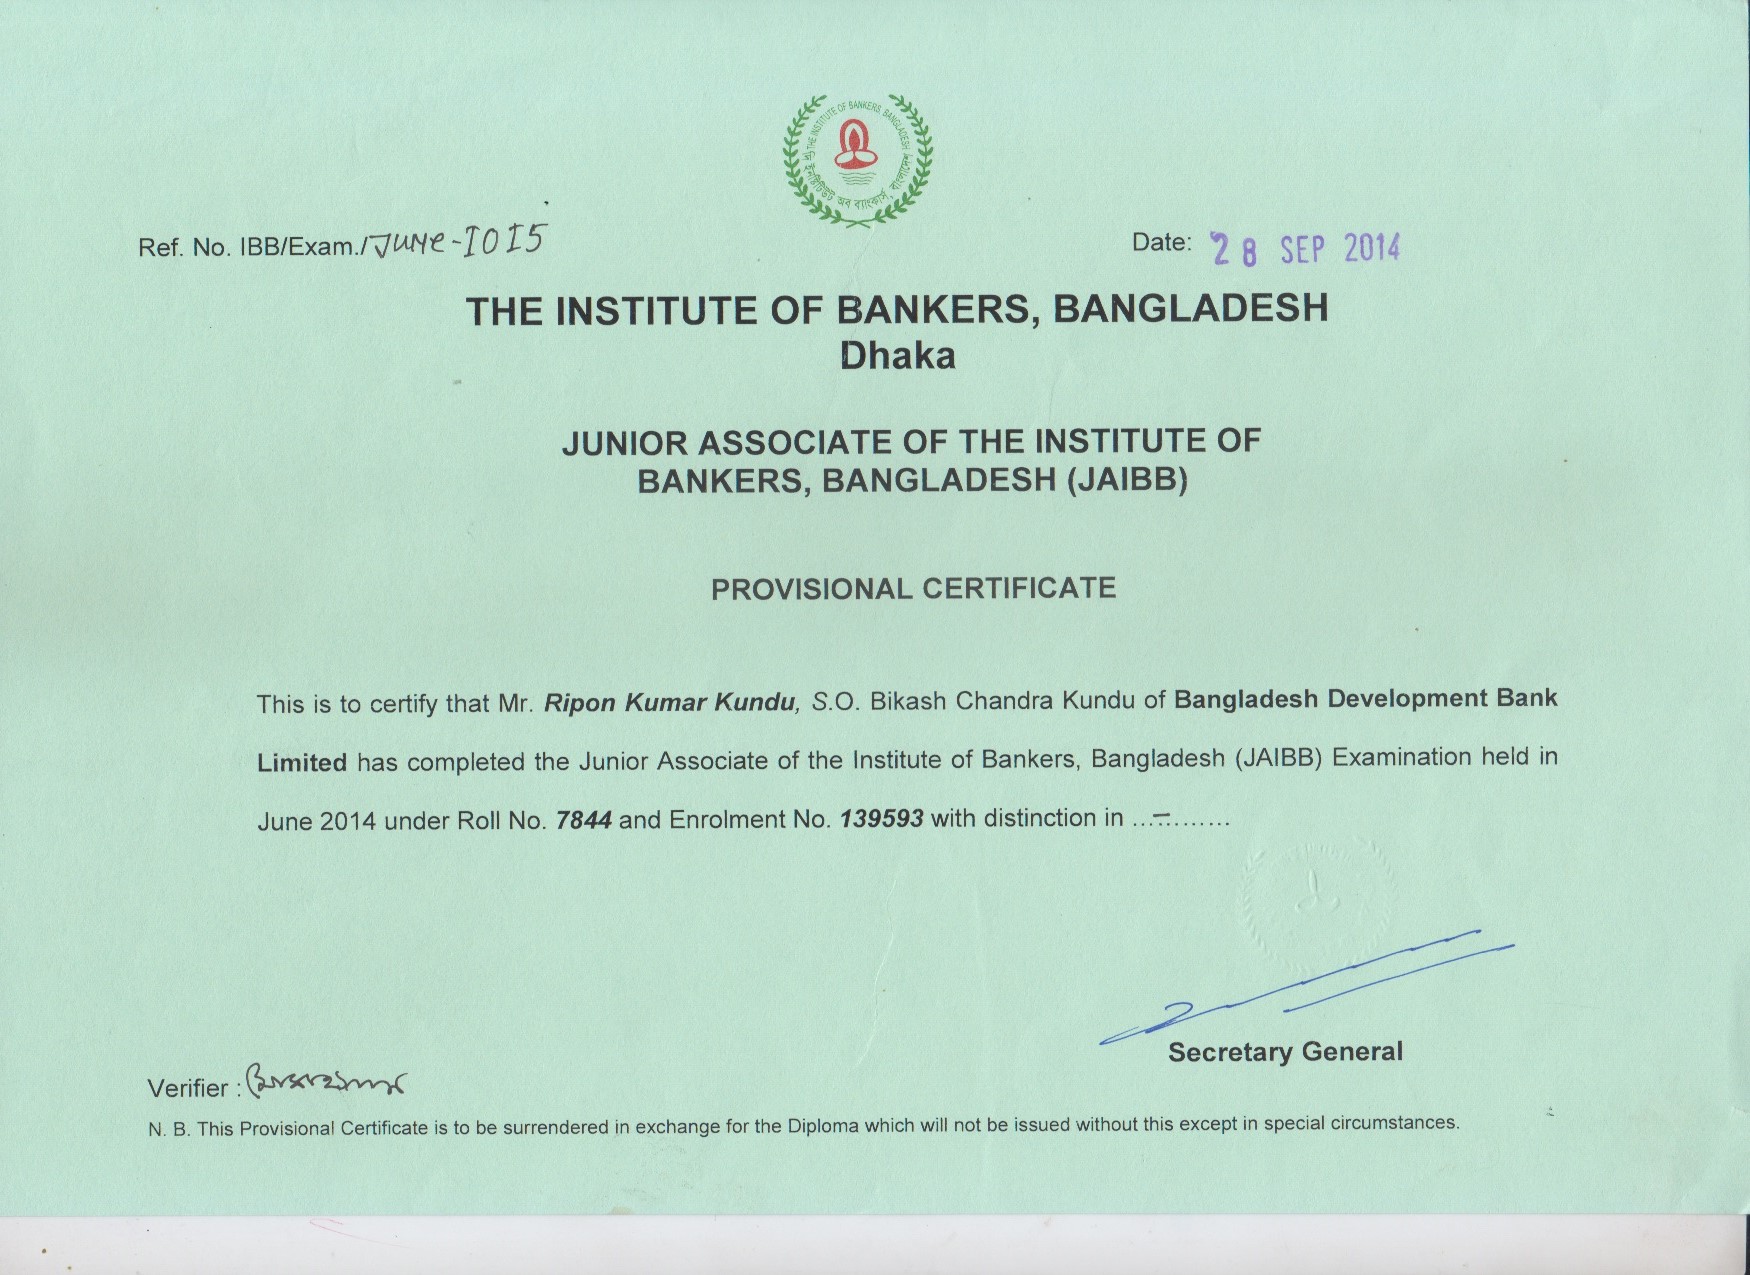 THE INSTITUTE OF BANKERS, BANGLADESH
দি ইনস্টিটিউট অব ব্যাংকার্স, বাংলাদেশ
Ref. No. IBB/Exam./June-1015
Date: 28 SEP 2014
THE INSTITUTE OF BANKERS, BANGLADESH
Dhaka
JUNIOR ASSOCIATE OF THE INSTITUTE OF
BANKERS, BANGLADESH (JAIBB)
PROVISIONAL CERTIFICATE
This is to certify that Mr. Ripon Kumar Kundu, S.O. Bikash Chandra Kundu of Bangladesh Development Bank
Limited has completed the Junior Associate of the Institute of Bankers, Bangladesh (JAIBB) Examination held in
June 2014 under Roll No. 7844 and Enrolment No. 139593 with distinction in ...–.........
Secretary General
Verifier :
N. B. This Provisional Certificate is to be surrendered in exchange for the Diploma which will not be issued without this except in special circumstances.